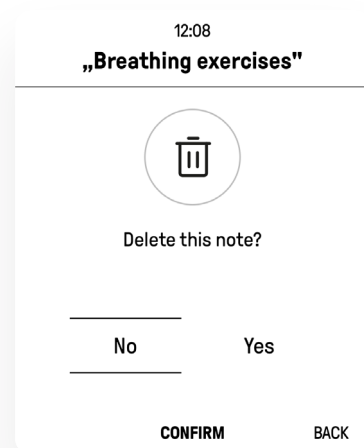 12:08
„Breathing exercises"
Delete this note?
No Yes
CONFIRM BACK